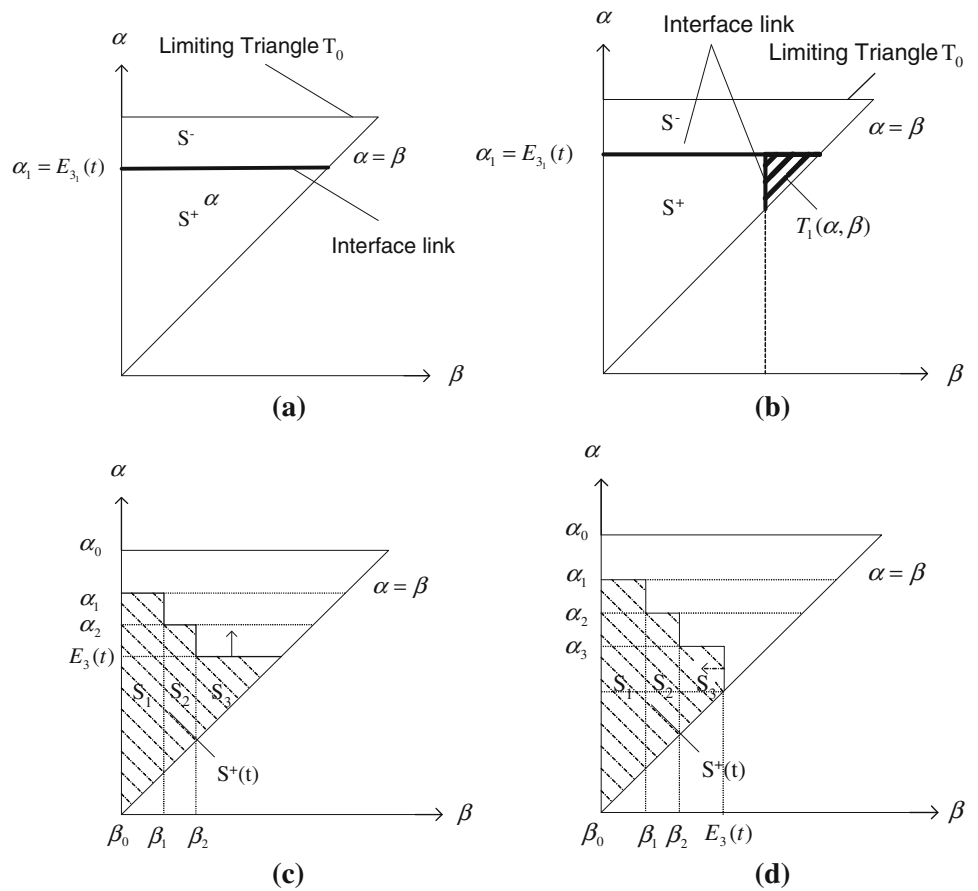 α
Limiting Triangle T₀
S⁻
α₁ = E₃₁(t)
α = β
α
S⁺
Interface link
β
(a)
α
Interface link
Limiting Triangle T₀
S⁻
α = β
α₁ = E₃₁(t)
S⁺
T₁(α, β)
β
(b)
α
α₀
α = β
α₁
α₂
E₃(t)
S₁ S₂ S₃
S⁺(t)
β₀ β₁ β₂ β
(c)
α
α₀
α = β
α₁
α₂
α₃
S₁ S₂ S₃
S⁺(t)
β₀ β₁ β₂ E₃(t) β
(d)